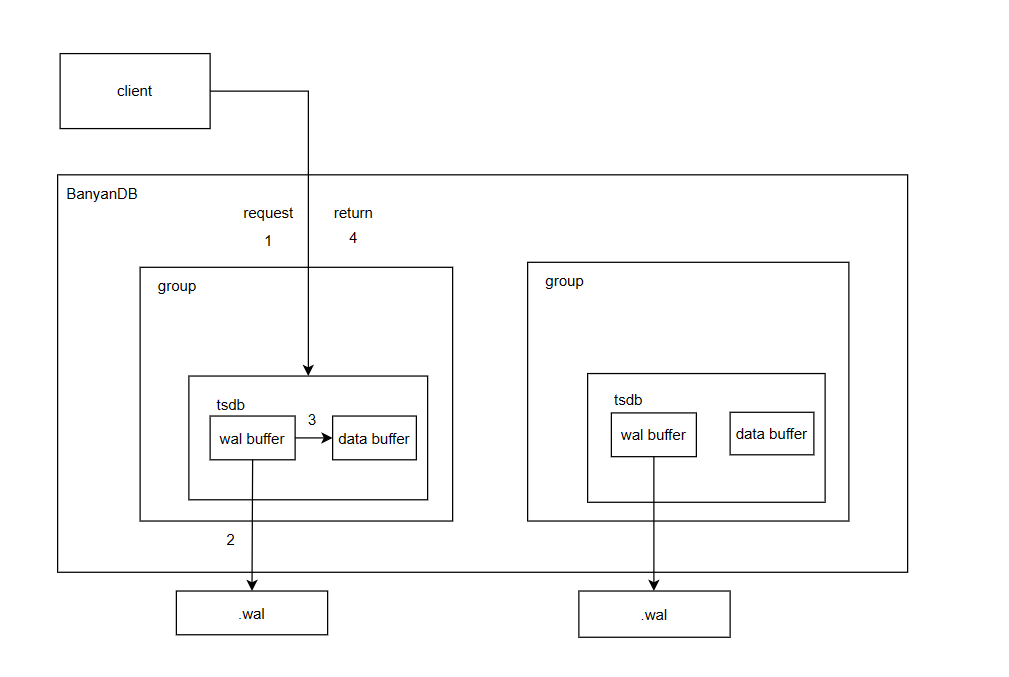 client
BanyanDB
request
return
1
4
group
group
tsdb
wal buffer
3
data buffer
tsdb
wal buffer
data buffer
2
.wal
.wal